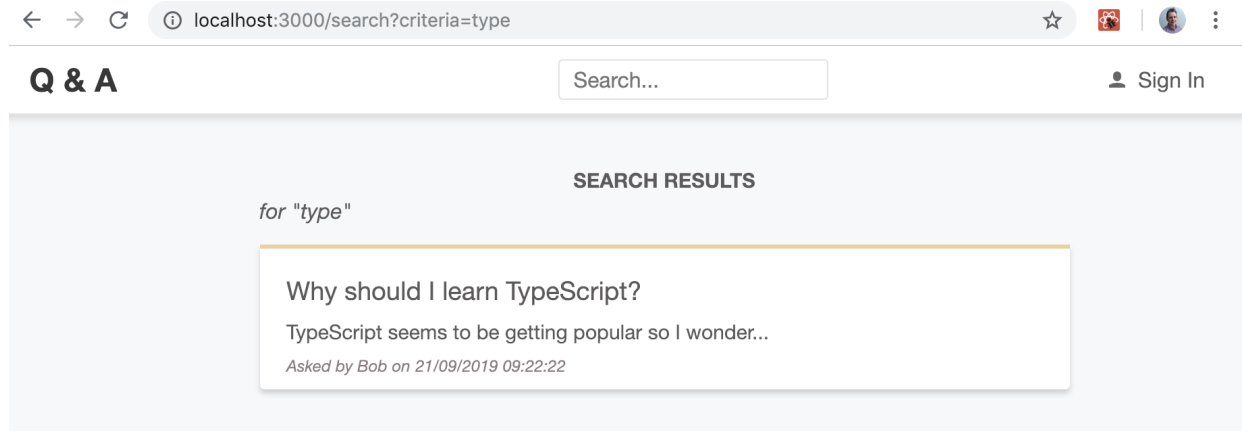 localhost:3000/search?criteria=type
Q & A
Search...
Sign In
SEARCH RESULTS
for "type"
Why should I learn TypeScript?
TypeScript seems to be getting popular so I wonder...
Asked by Bob on 21/09/2019 09:22:22